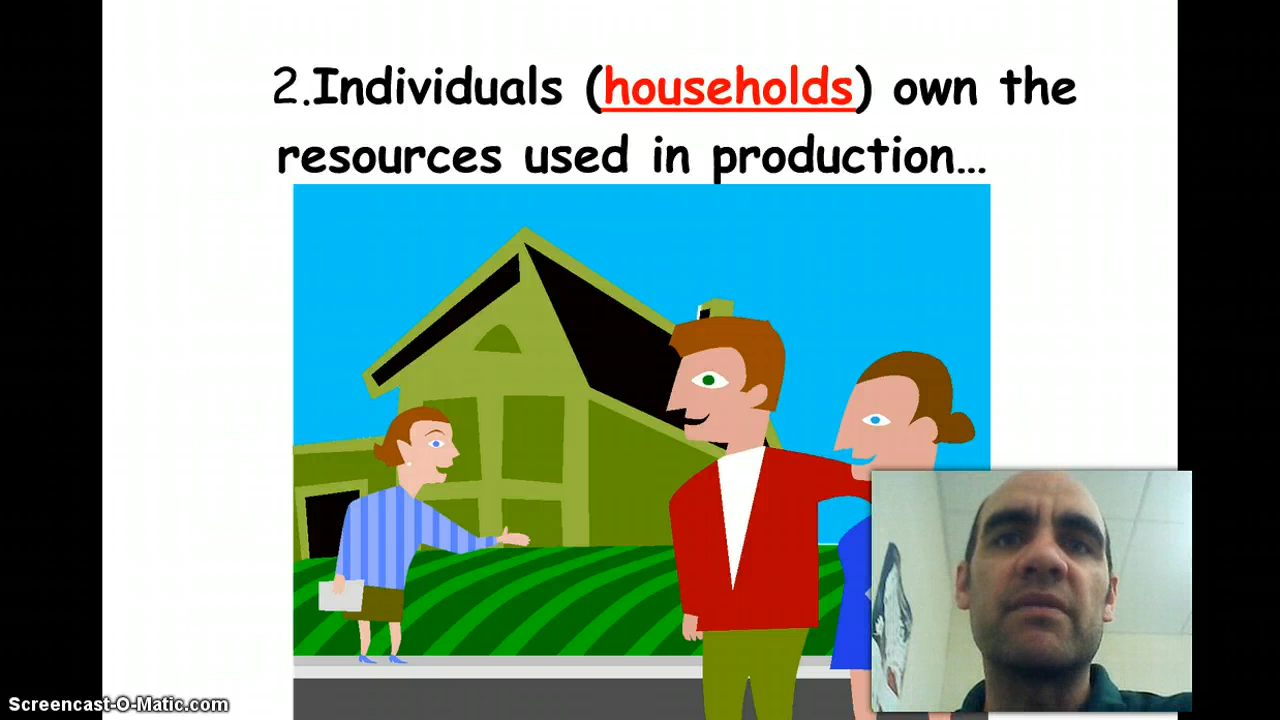 2.Individuals (households) own the
resources used in production...
Screencast-O-Matic.com